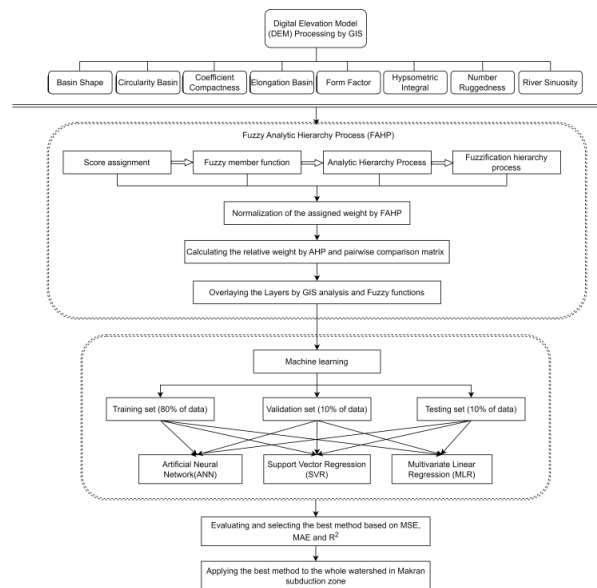 Digital Elevation Model
(DEM) Processing by GIS
Basin Shape
Circularity Basin
Coefficient
Compactness
Elongation Basin
Form Factor
Hypsometric
Integral
Number
Ruggedness
River Sinuosity
Fuzzy Analytic Hierarchy Process (FAHP)
Score assignment
Fuzzy member function
Analytic Hierarchy Process
Fuzzification hierarchy
process
Normalization of the assigned weight by FAHP
Calculating the relative weight by AHP and pairwise comparison matrix
Overlaying the Layers by GIS analysis and Fuzzy functions
Machine learning
Training set (80% of data)
Validation set (10% of data)
Testing set (10% of data)
Artificial Neural
Network(ANN)
Support Vector Regression
(SVR)
Multivariate Linear
Regression (MLR)
Evaluating and selecting the best method based on MSE,
MAE and R²
Applying the best method to the whole watershed in Makran
subduction zone